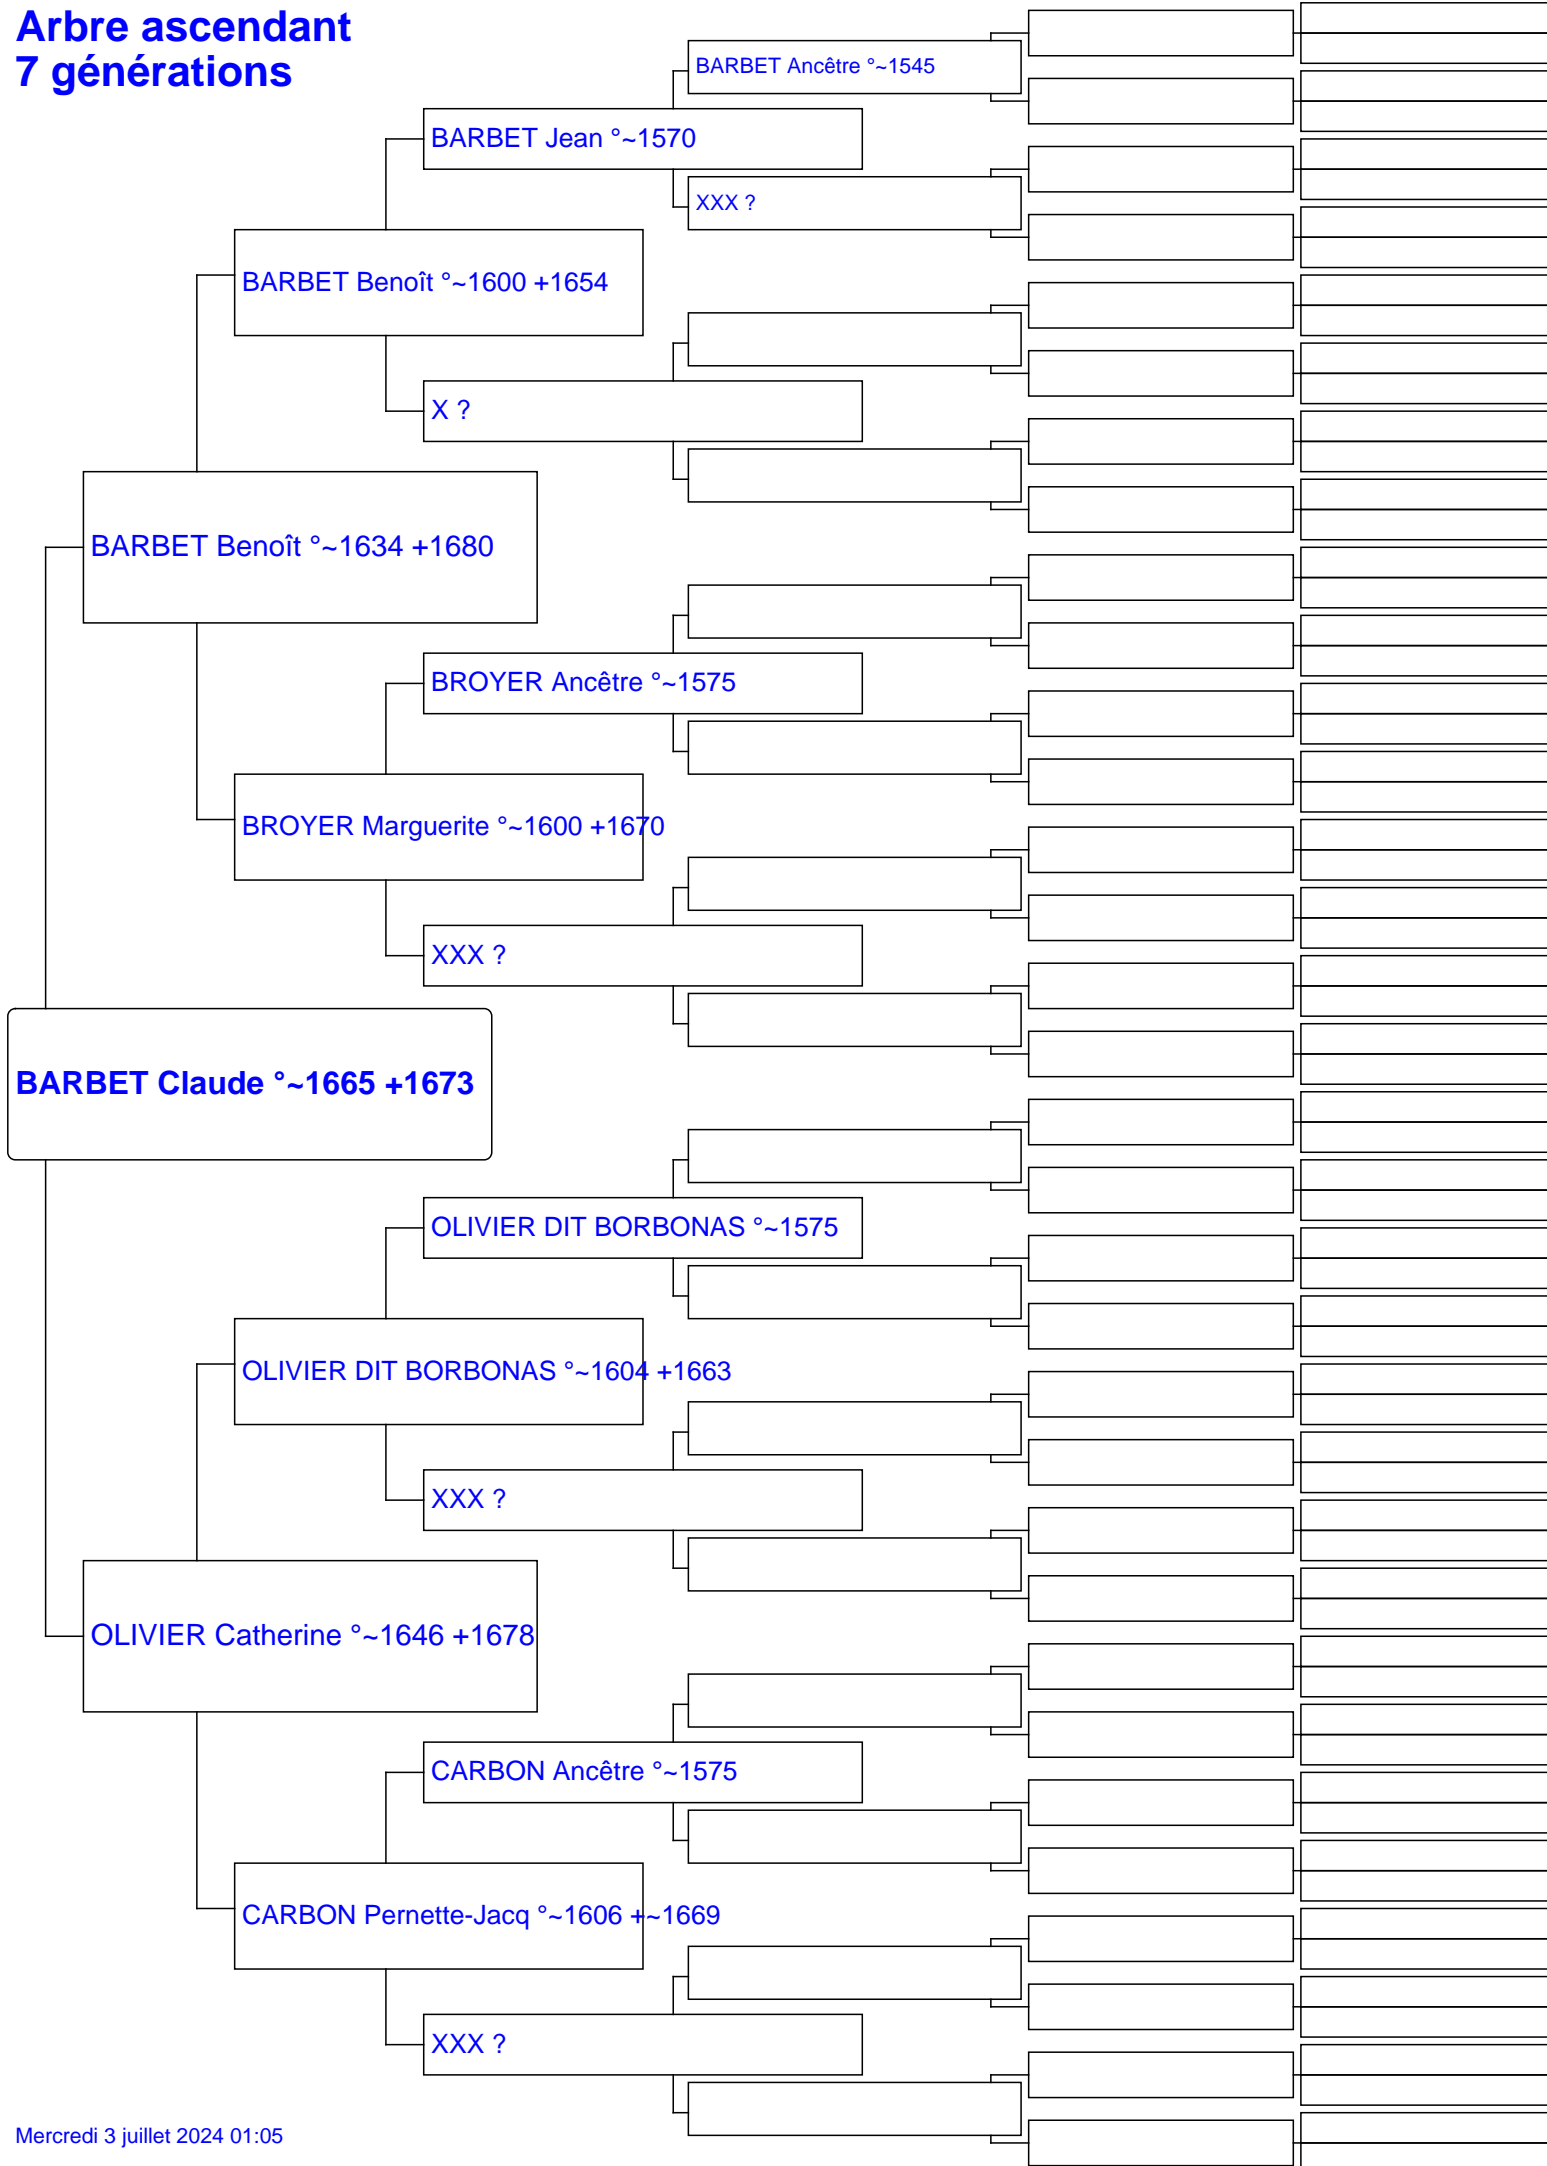 Arbre ascendant
7 générations
BARBET Ancêtre °~1545
BARBET Jean °~1570
XXX ?
BARBET Benoît °~1600 +1654
X ?
BARBET Benoît °~1634 +1680
BROYER Ancêtre °~1575
BROYER Marguerite °~1600 +1670
XXX ?
BARBET Claude °~1665 +1673
OLIVIER DIT BORBONAS °~1575
OLIVIER DIT BORBONAS °~1604 +1663
XXX ?
OLIVIER Catherine °~1646 +1678
CARBON Ancêtre °~1575
CARBON Pernette-Jacq °~1606 +~1669
XXX ?
Mercredi 3 juillet 2024 01:05